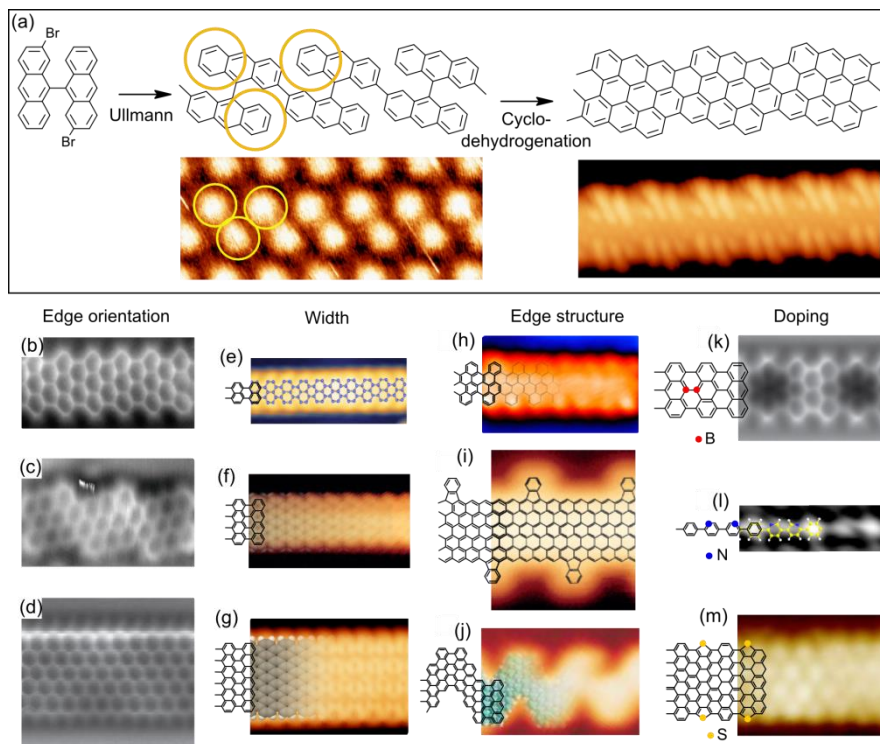 (a)
Br
Br
Ullmann
Cyclo-
dehydrogenation
Edge orientation
Width
Edge structure
Doping
(b)
(e)
(h)
(k)
B
(c)
(f)
(i)
(l)
N
(d)
(g)
(j)
(m)
S